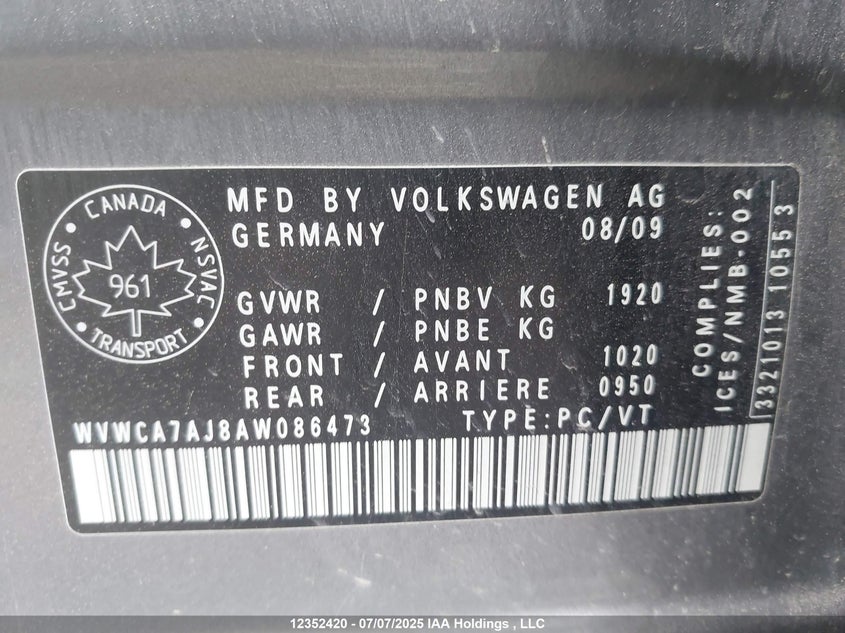 CANADA
CMVSS
NSVAC
961
TRANSPORT
MFD BY VOLKSWAGEN AG
GERMANY 08/09
GVWR / PNBV KG 1920
GAWR / PNBE KG
FRONT / AVANT 1020
REAR / ARRIERE 0950
WVWCA7AJ8AW086473 TYPE:PC/VT
COMPLIES:
ICES/NMB-002
3321013 10553
12352420 - 07/07/2025 IAA Holdings , LLC